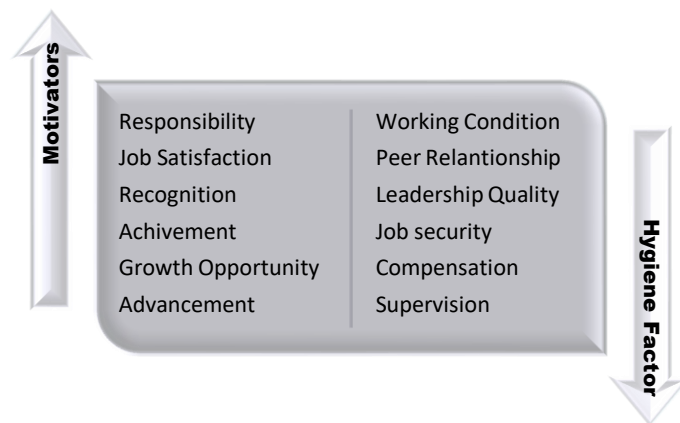 Motivators
Responsibility
Job Satisfaction
Recognition
Achivement
Growth Opportunity
Advancement
Working Condition
Peer Relantionship
Leadership Quality
Job security
Compensation
Supervision
Hygiene Factor